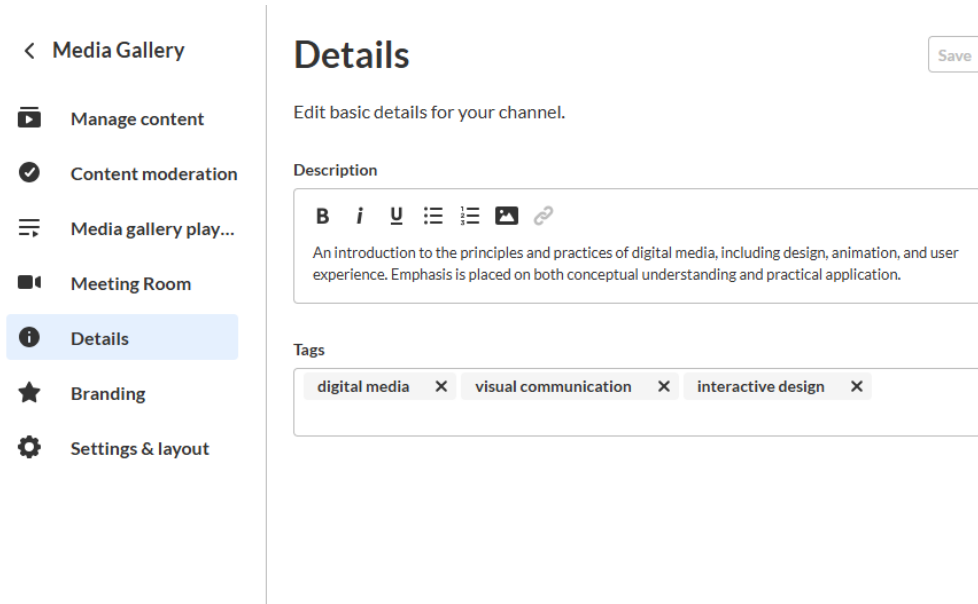 Media Gallery
Manage content
Content moderation
Media gallery play...
Meeting Room
Details
Branding
Settings & layout
Details
Save
Edit basic details for your channel.
Description
B i U
An introduction to the principles and practices of digital media, including design, animation, and user
experience. Emphasis is placed on both conceptual understanding and practical application.
Tags
digital media × visual communication × interactive design ×